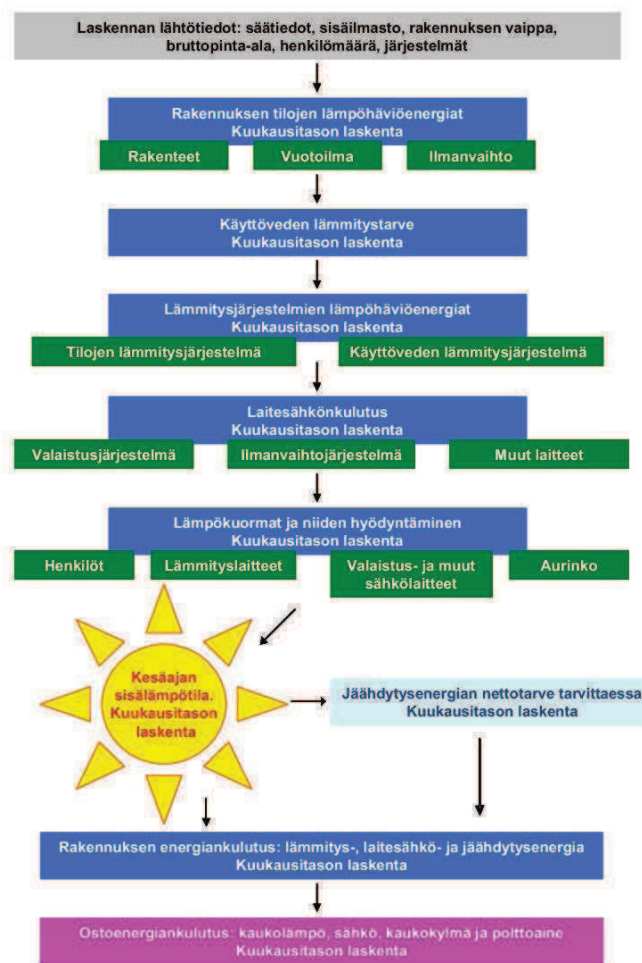 Laskennan lähtötiedot: säätiedot, sisäilmasto, rakennuksen vaippa,
bruttopinta-ala, henkilömäärä, järjestelmät
Rakennuksen tilojen lämpöhäviöenergiat
Kuukausitason laskenta
Rakenteet
Vuotoilma
Ilmanvaihto
Käyttöveden lämmitystarve
Kuukausitason laskenta
Lämmitysjärjestelmien lämpöhäviöenergiat
Kuukausitason laskenta
Tilojen lämmitysjärjestelmä
Käyttöveden lämmitysjärjestelmä
Laitesähkönkulutus
Kuukausitason laskenta
Valaistusjärjestelmä
Ilmanvaihtojärjestelmä
Muut laitteet
Lämpökuormat ja niiden hyödyntäminen
Kuukausitason laskenta
Henkilöt
Lämmityslaitteet
Valaistus- ja muut
sähkölaitteet
Aurinko
Kesäajan
sisälämpötila.
Kuukausitason
laskenta
Jäähdytysenergian nettotarve tarvittaessa
Kuukausitason laskenta
Rakennuksen energiankulutus: lämmitys-, laitesähkö- ja jäähdytysenergia
Kuukausitason laskenta
Ostoenergiankulutus: kaukolämpö, sähkö, kaukokylmä ja polttoaine
Kuukausitason laskenta